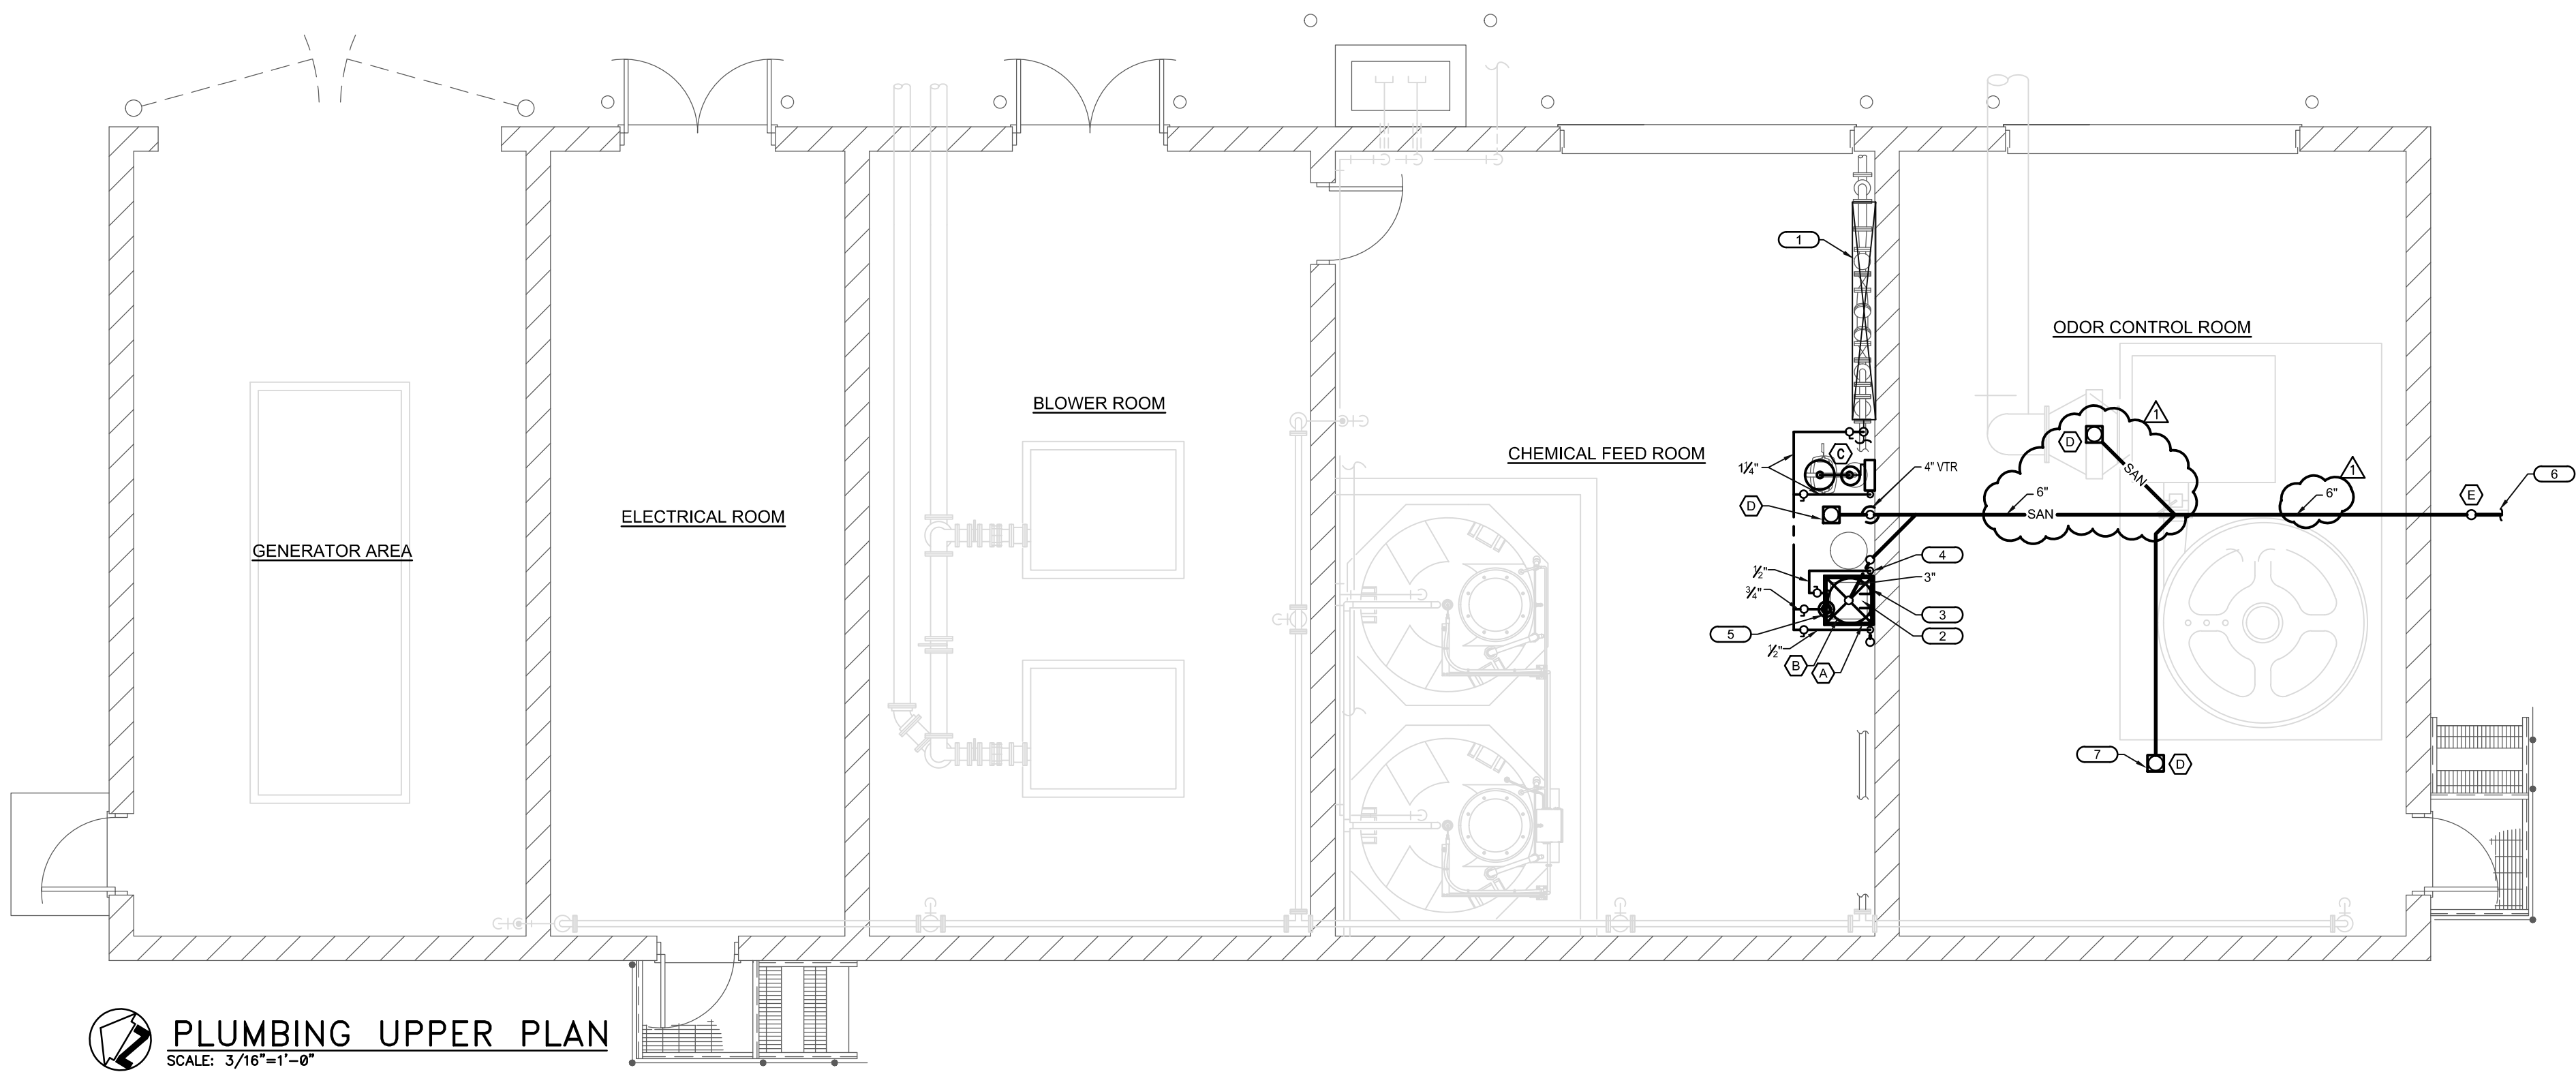 1
ODOR CONTROL ROOM
BLOWER ROOM
1
D
SAN
CHEMICAL FEED ROOM
C
1¼"
4" VTR
1
6
6"
6"
E
D
SAN
ELECTRICAL ROOM
GENERATOR AREA
4
½"
3"
¾"
3
5
2
½"
B
A
7
D
PLUMBING UPPER PLAN
SCALE: 3/16"=1'-0"